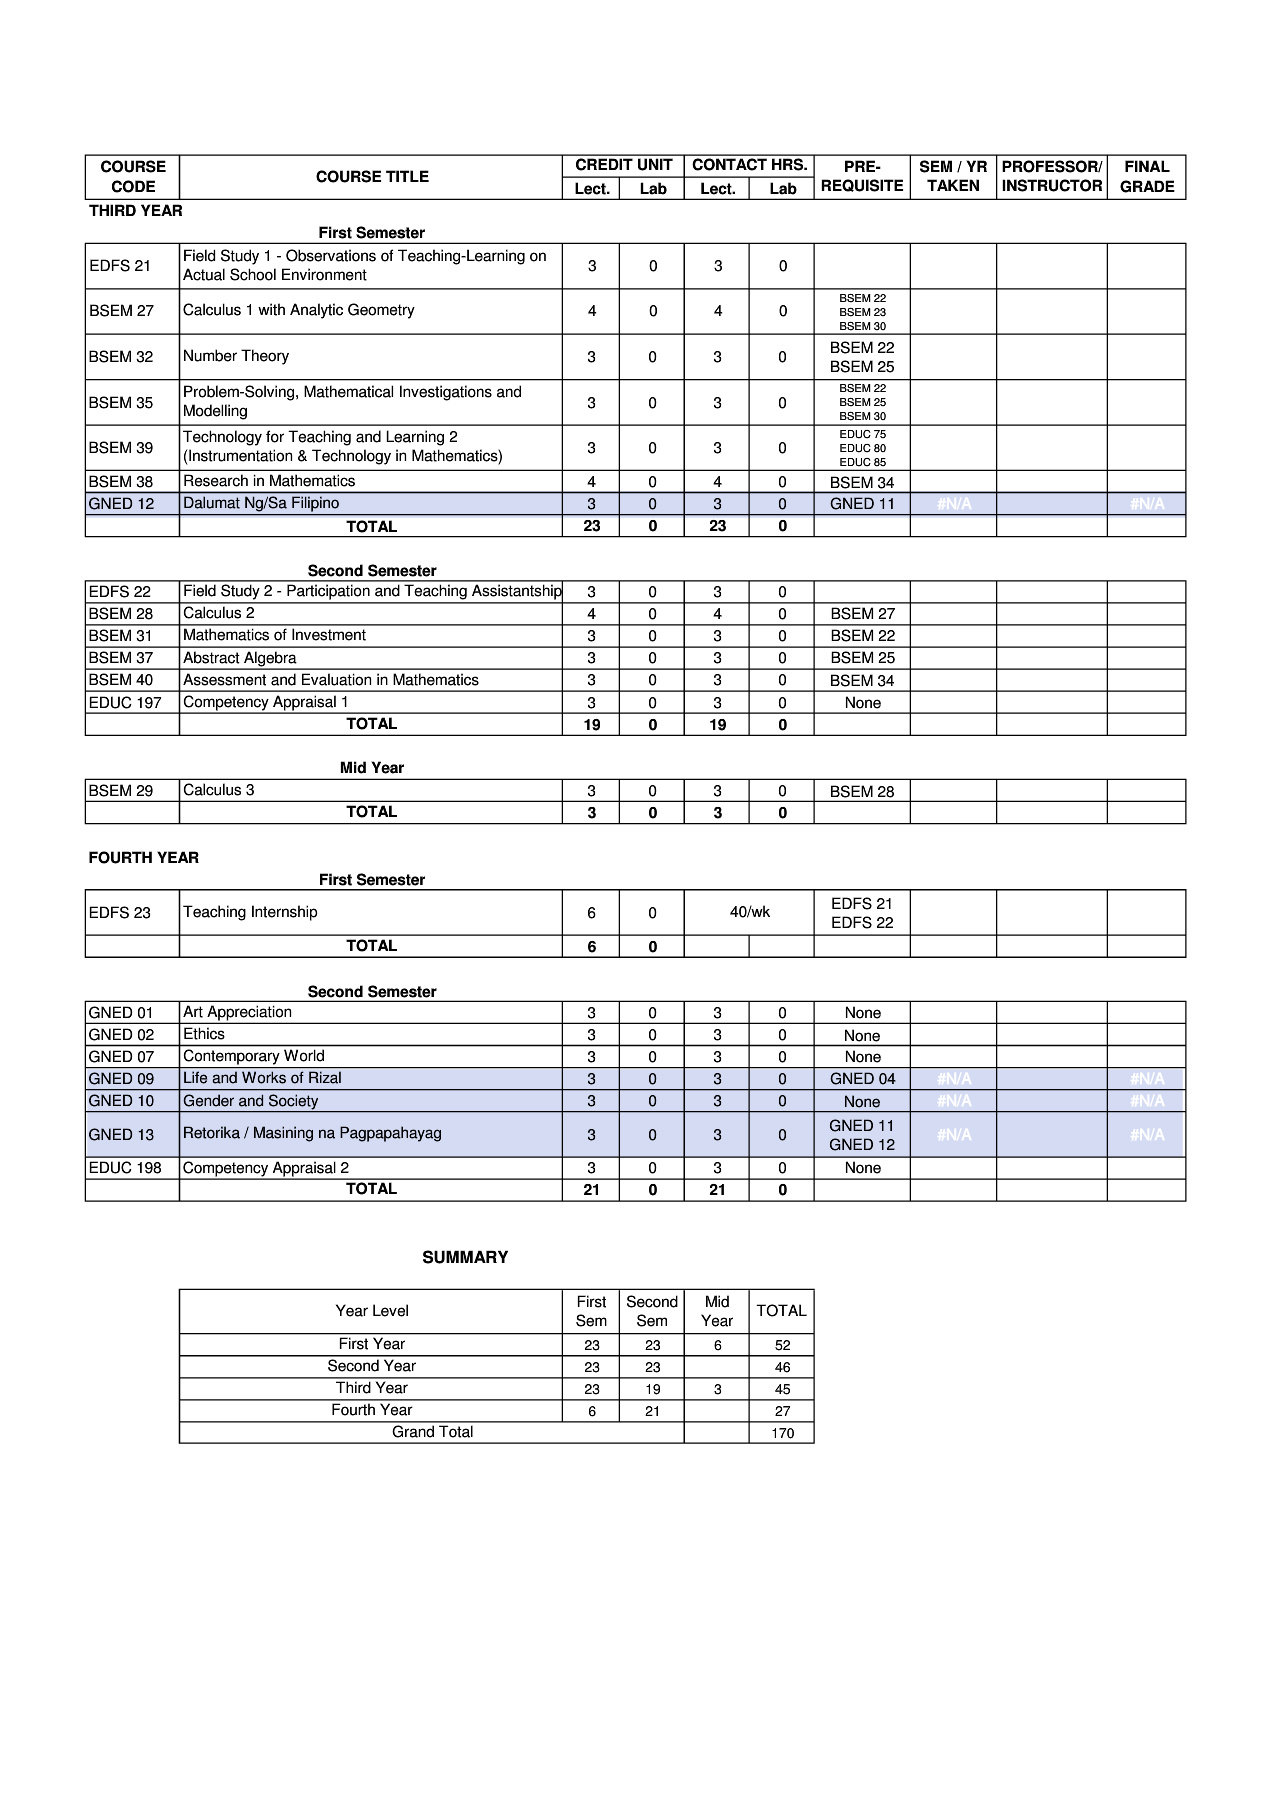 COURSE CODE COURSE TITLE CREDIT UNIT CONTACT HRS. PRE-REQUISITE SEM / YR TAKEN PROFESSOR/ INSTRUCTOR FINAL GRADE
Lect. Lab Lect. Lab
THIRD YEAR
First Semester
EDFS 21 Field Study 1 - Observations of Teaching-Learning on Actual School Environment 3 0 3 0
BSEM 27 Calculus 1 with Analytic Geometry 4 0 4 0 BSEM 22 BSEM 23 BSEM 30
BSEM 32 Number Theory 3 0 3 0 BSEM 22 BSEM 25
BSEM 35 Problem-Solving, Mathematical Investigations and Modelling 3 0 3 0 BSEM 22 BSEM 25 BSEM 30
BSEM 39 Technology for Teaching and Learning 2 (Instrumentation & Technology in Mathematics) 3 0 3 0 EDUC 75 EDUC 80 EDUC 85
BSEM 38 Research in Mathematics 4 0 4 0 BSEM 34
GNED 12 Dalumat Ng/Sa Filipino 3 0 3 0 GNED 11 #N/A #N/A
TOTAL 23 0 23 0
Second Semester
EDFS 22 Field Study 2 - Participation and Teaching Assistantship 3 0 3 0
BSEM 28 Calculus 2 4 0 4 0 BSEM 27
BSEM 31 Mathematics of Investment 3 0 3 0 BSEM 22
BSEM 37 Abstract Algebra 3 0 3 0 BSEM 25
BSEM 40 Assessment and Evaluation in Mathematics 3 0 3 0 BSEM 34
EDUC 197 Competency Appraisal 1 3 0 3 0 None
TOTAL 19 0 19 0
Mid Year
BSEM 29 Calculus 3 3 0 3 0 BSEM 28
TOTAL 3 0 3 0
FOURTH YEAR
First Semester
EDFS 23 Teaching Internship 6 0 40/wk EDFS 21 EDFS 22
TOTAL 6 0
Second Semester
GNED 01 Art Appreciation 3 0 3 0 None
GNED 02 Ethics 3 0 3 0 None
GNED 07 Contemporary World 3 0 3 0 None
GNED 09 Life and Works of Rizal 3 0 3 0 GNED 04 #N/A #N/A
GNED 10 Gender and Society 3 0 3 0 None #N/A #N/A
GNED 13 Retorika / Masining na Pagpapahayag 3 0 3 0 GNED 11 GNED 12 #N/A #N/A
EDUC 198 Competency Appraisal 2 3 0 3 0 None
TOTAL 21 0 21 0
SUMMARY
Year Level First Sem Second Sem Mid Year TOTAL
First Year 23 23 6 52
Second Year 23 23 46
Third Year 23 19 3 45
Fourth Year 6 21 27
Grand Total 170